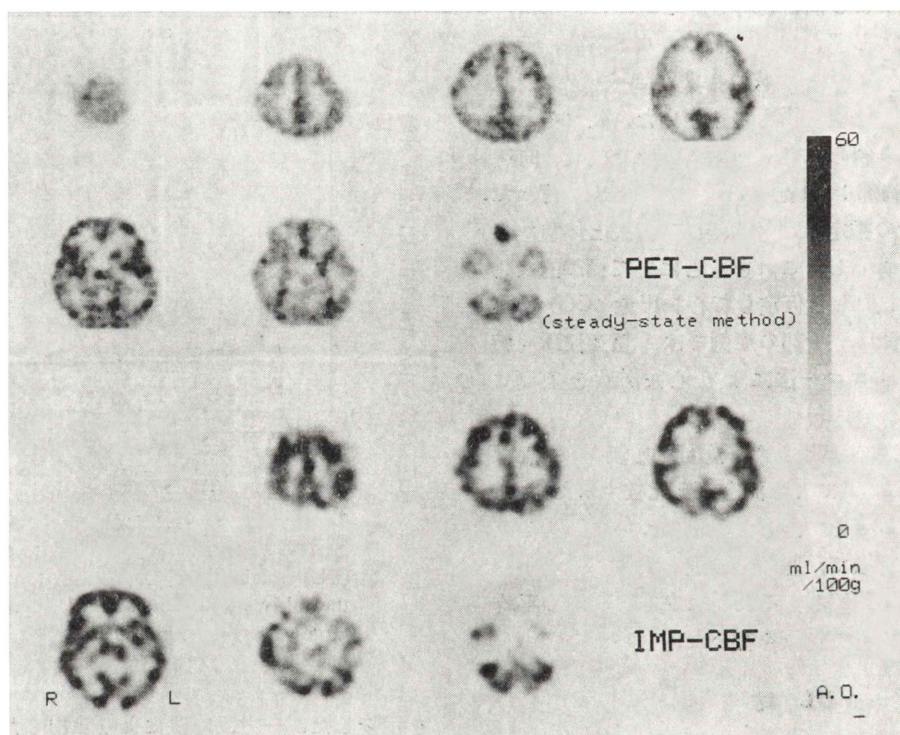 60
PET-CBF
(steady-state method)
0
ml/min
/100g
IMP-CBF
R L
A.O.